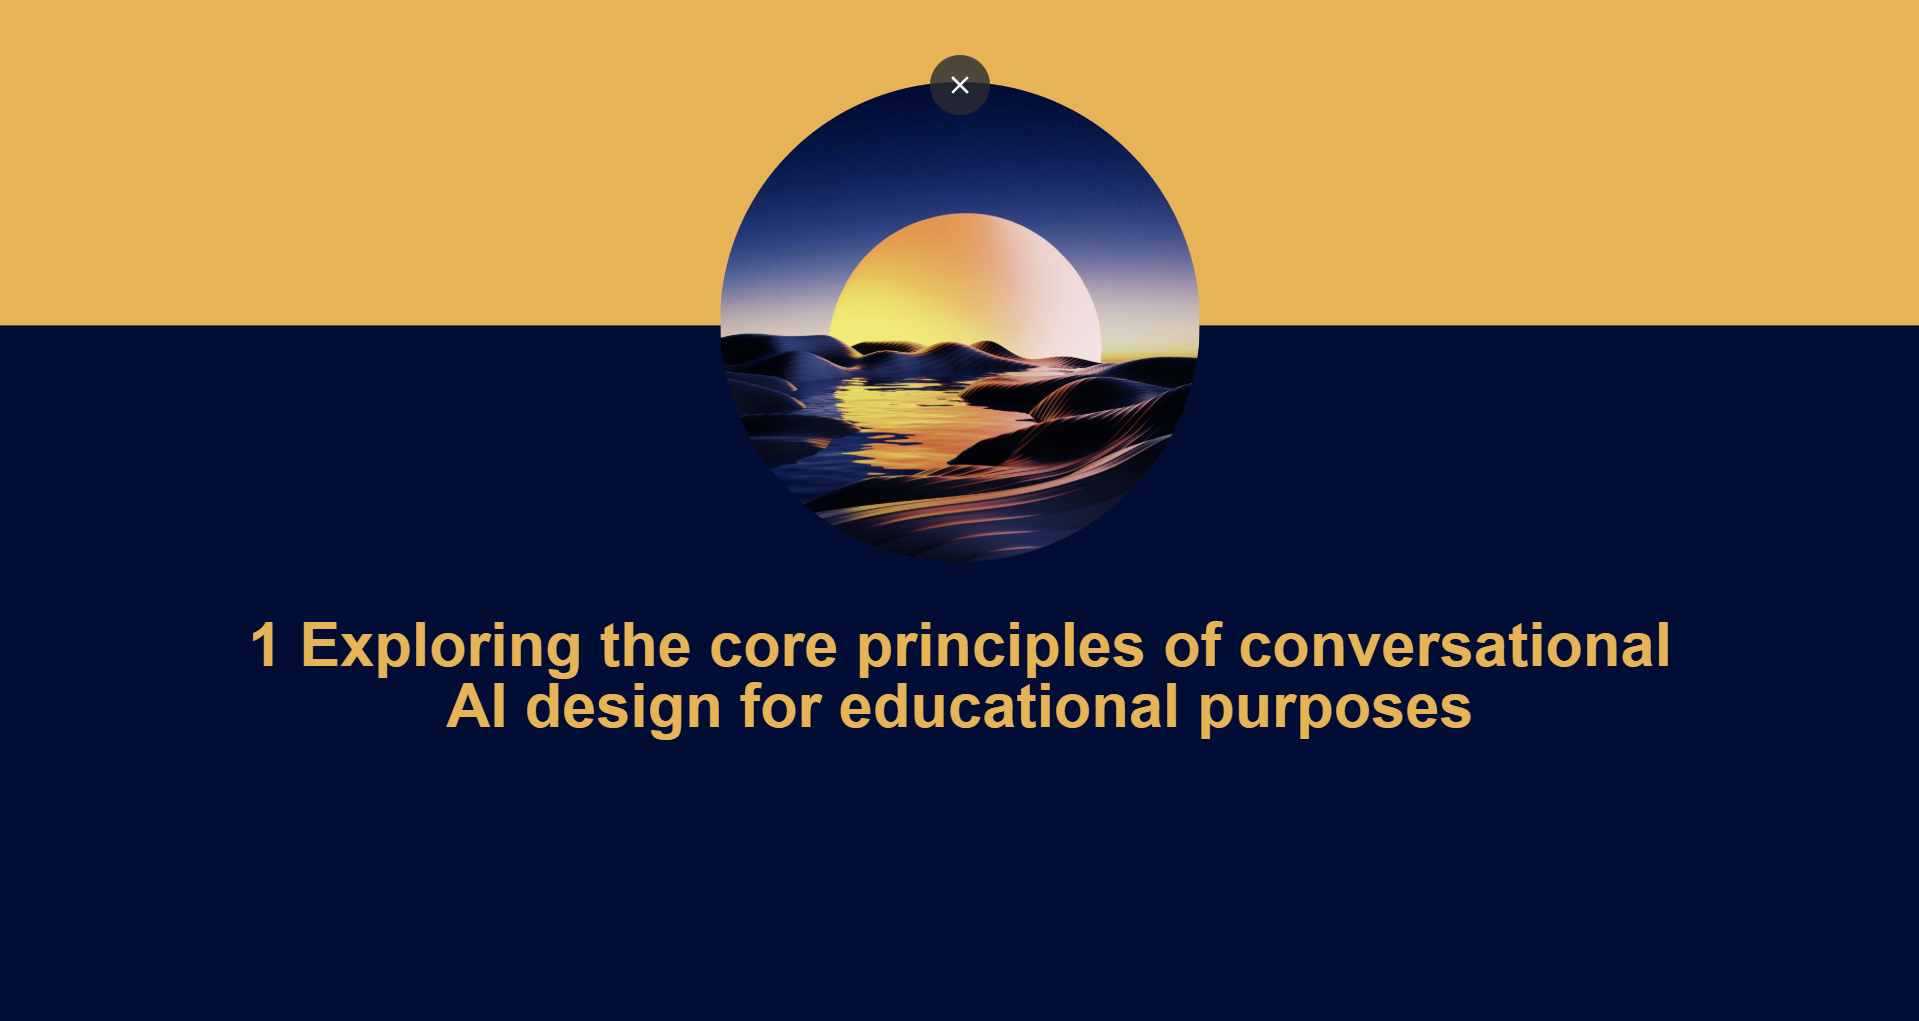 1 Exploring the core principles of conversational
AI design for educational purposes